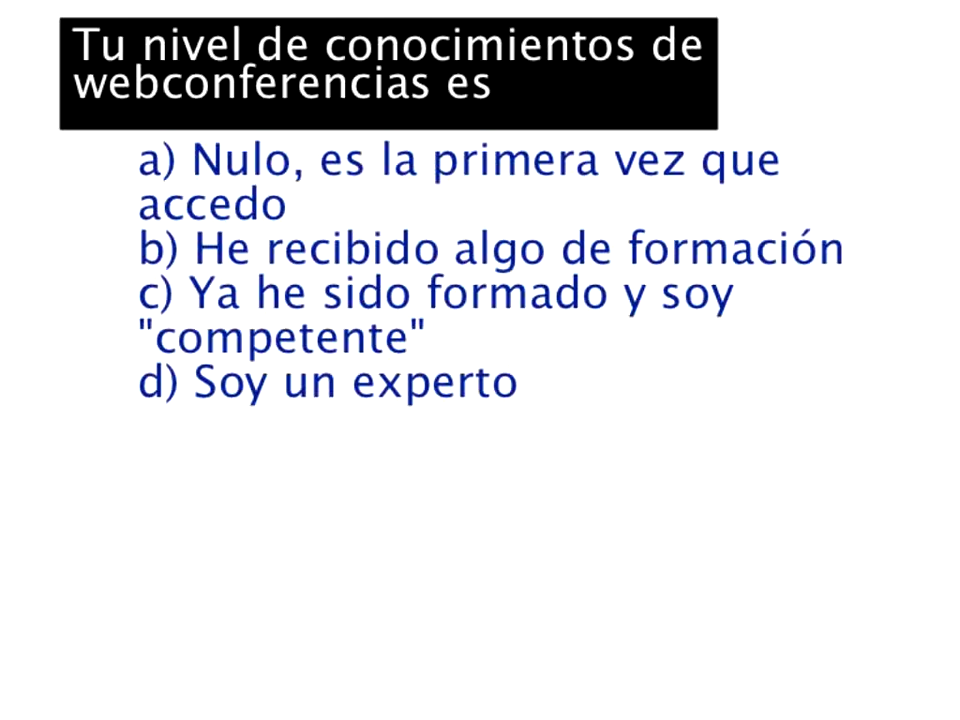 Tu nivel de conocimientos de
webconferencias es
a) Nulo, es la primera vez que
accedo
b) He recibido algo de formación
c) Ya he sido formado y soy
"competente"
d) Soy un experto